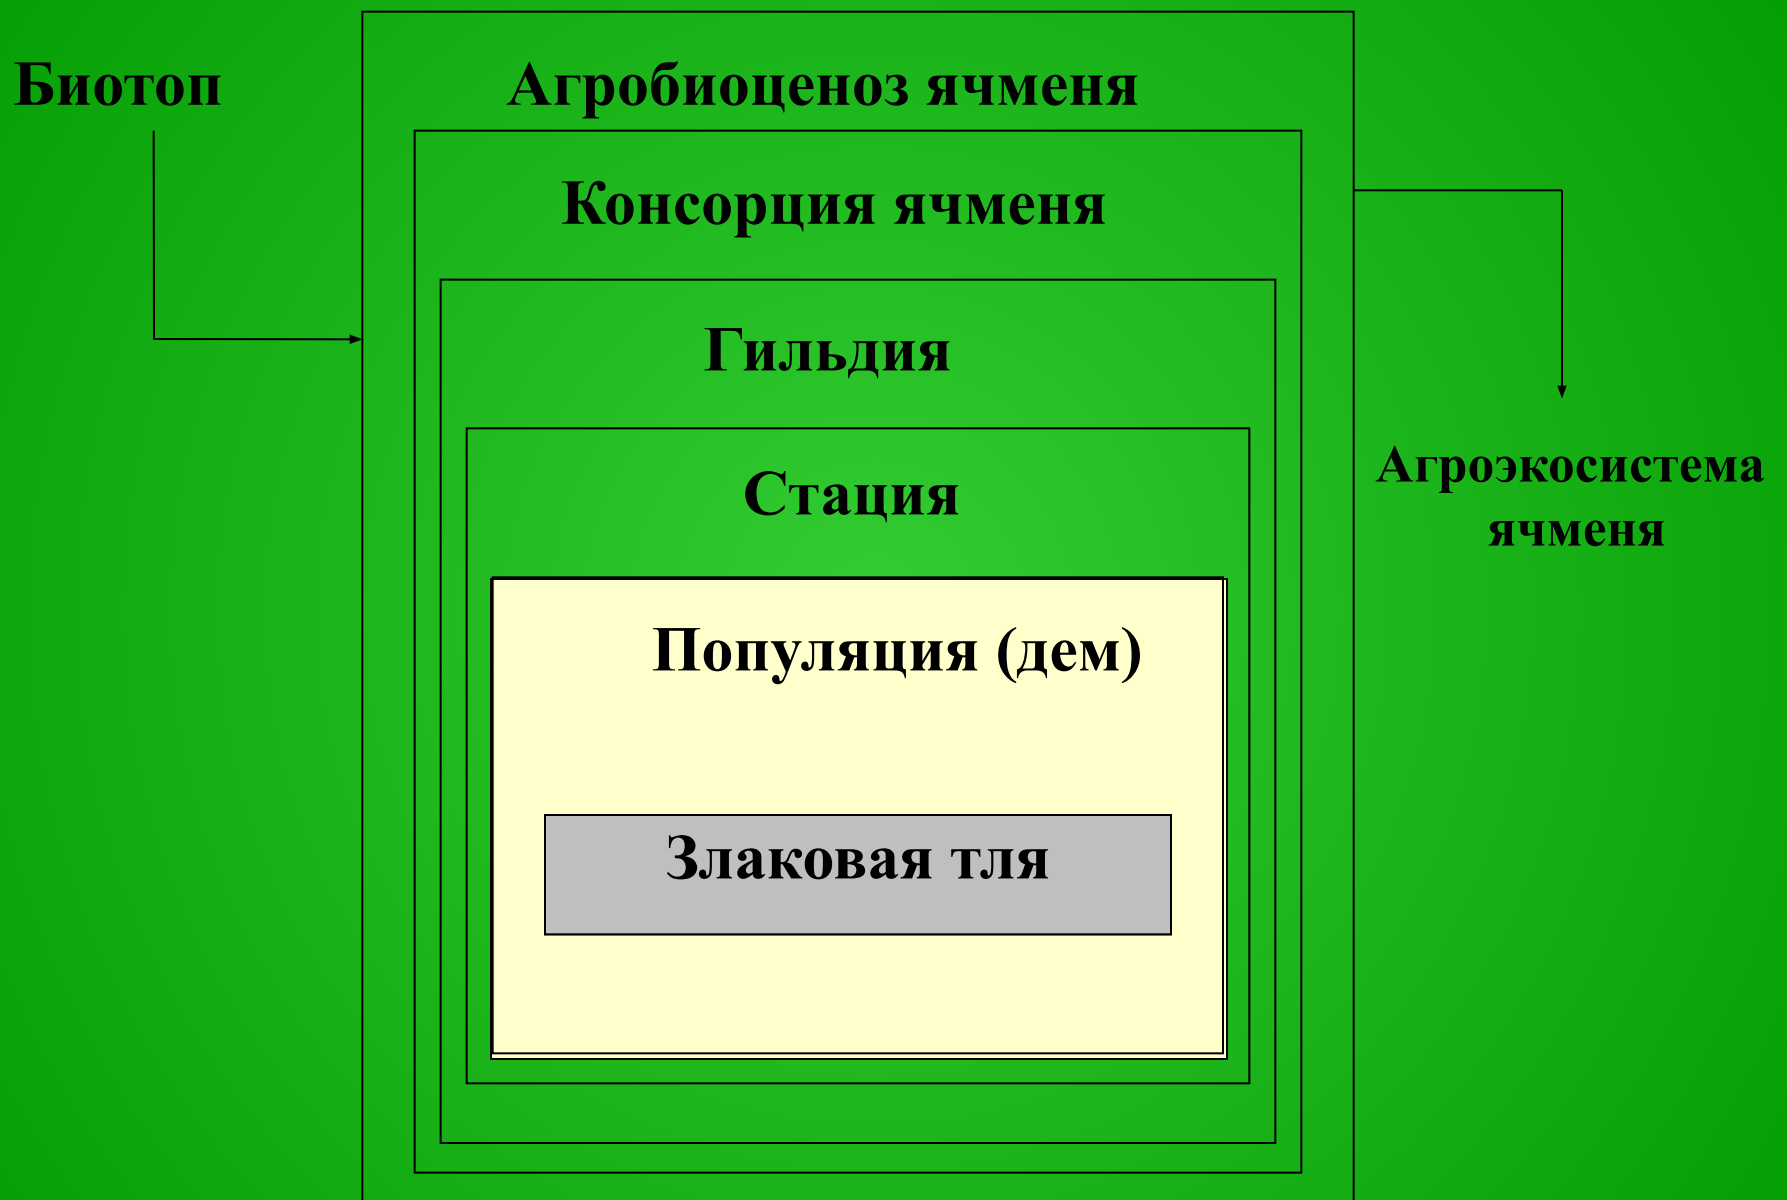 Биотоп
Агробиоценоз ячменя
Консорция ячменя
Гильдия
Стация
Агроэкосистема
ячменя
Популяция (дем)
Злаковая тля